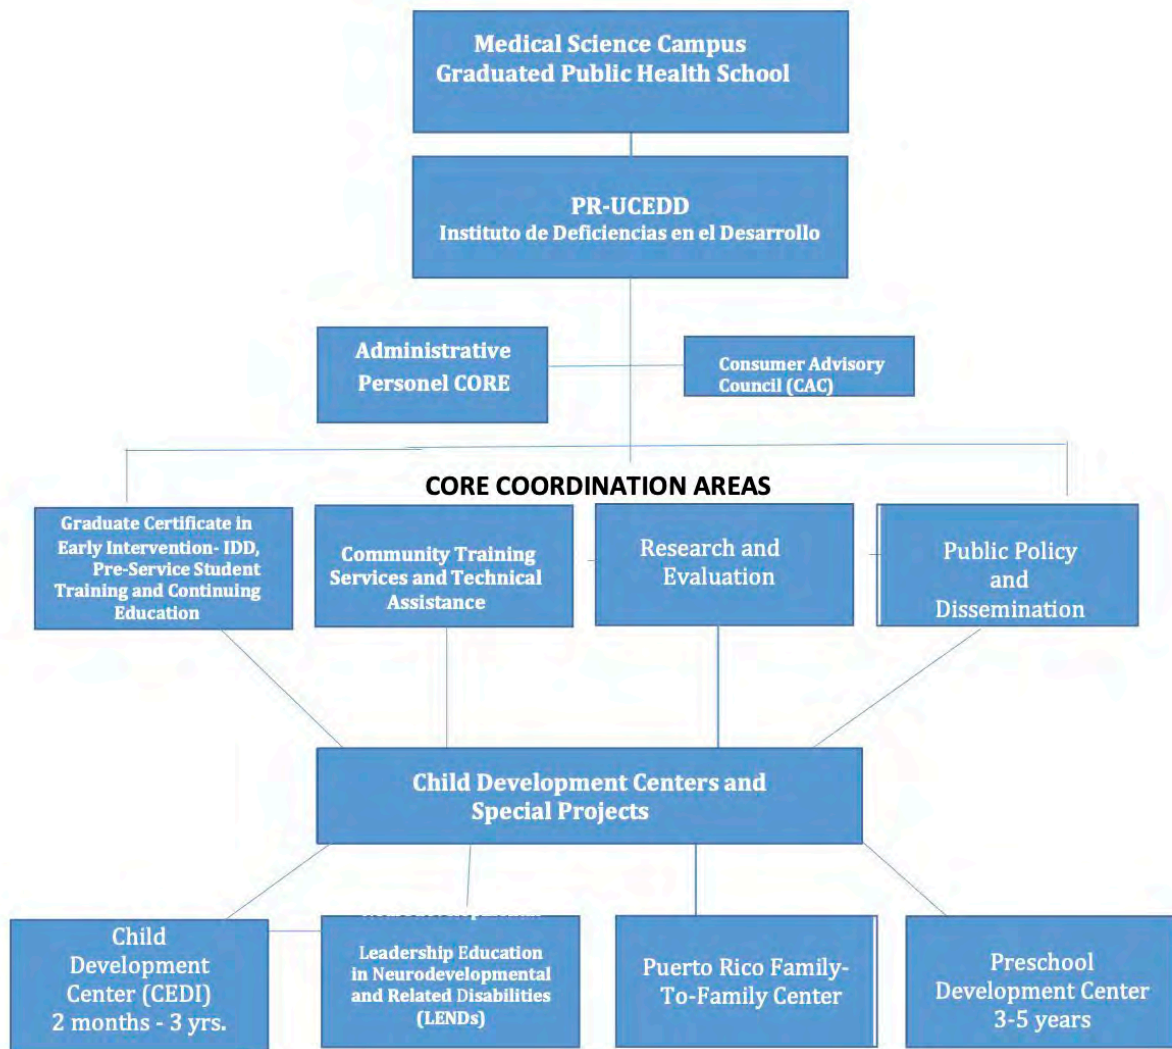 Medical Science Campus
Graduated Public Health School
PR-UCEDD
Instituto de Deficiencias en el Desarrollo
Administrative
Personel CORE
Consumer Advisory
Council (CAC)
CORE COORDINATION AREAS
Graduate Certificate in
Early Intervention- IDD,
Pre-Service Student
Training and Continuing
Education
Community Training
Services and Technical
Assistance
Research and
Evaluation
Public Policy
and
Dissemination
Child Development Centers and
Special Projects
Child
Development
Center (CEDI)
2 months - 3 yrs.
Leadership Education
in Neurodevelopmental
and Related Disabilities
(LENDs)
Puerto Rico Family-
To-Family Center
Preschool
Development Center
3-5 years